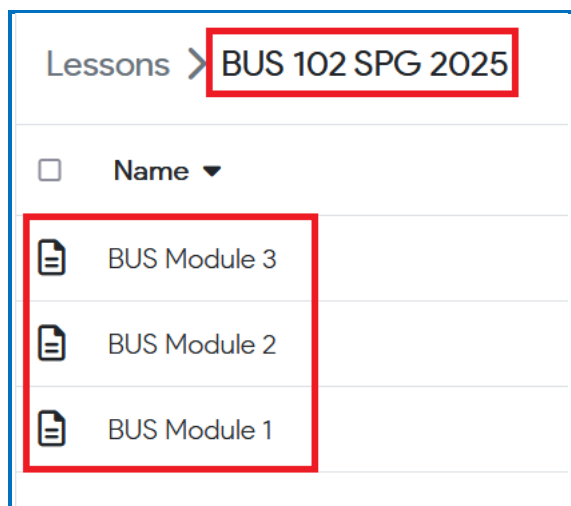 Lessons > BUS 102 SPG 2025
Name
BUS Module 3
BUS Module 2
BUS Module 1